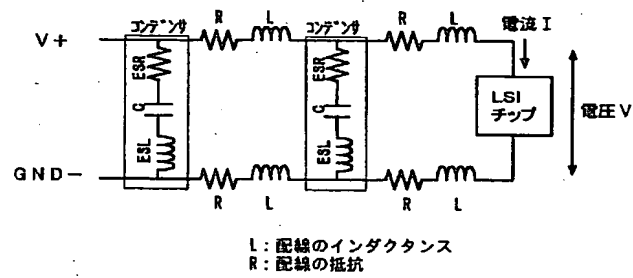 コンデンサ R L コンデンサ R L 電流 I
V+
ESR ESR
C C
LSI
チップ
電圧 V
ESL ESL
GND-
R L R L
L:配線のインダクタンス
R:配線の抵抗